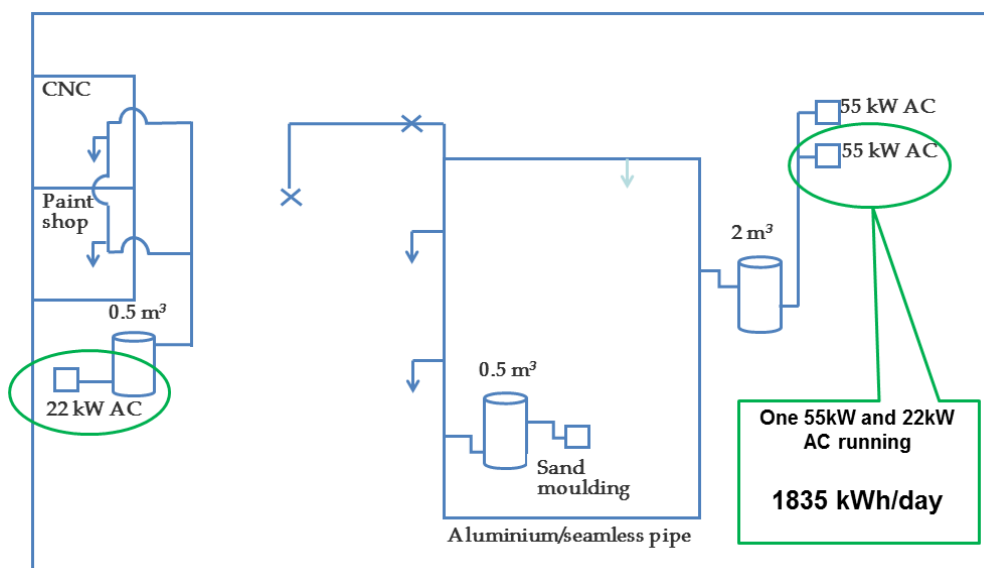 CNC
Paint
shop
0.5 m³
22 kW AC
55 kW AC
55 kW AC
2 m³
0.5 m³
Sand
moulding
Aluminium/seamless pipe
One 55kW and 22kW
AC running
1835 kWh/day